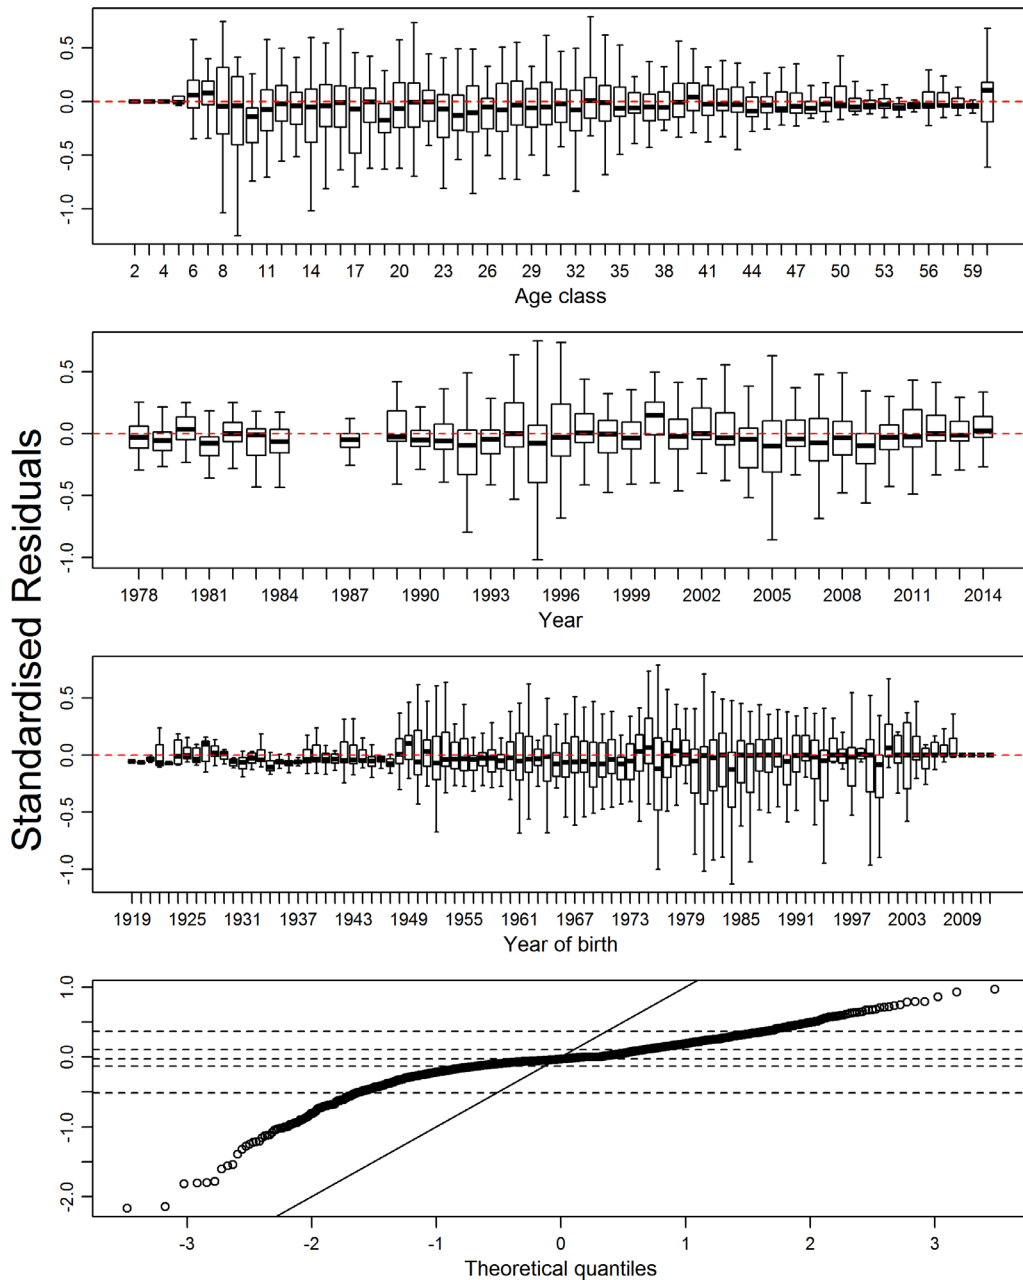 Standardised Residuals
0.5
0.0
-0.5
-1.0
2 4 6 8 11 14 17 20 23 26 29 32 35 38 41 44 47 50 53 56 59
Age class
0.5
0.0
-0.5
-1.0
1978 1981 1984 1987 1990 1993 1996 1999 2002 2005 2008 2011 2014
Year
0.5
0.0
-0.5
-1.0
1919 1925 1931 1937 1943 1949 1955 1961 1967 1973 1979 1985 1991 1997 2003 2009
Year of birth
1.0
0.0
-1.0
-2.0
-3 -2 -1 0 1 2 3
Theoretical quantiles